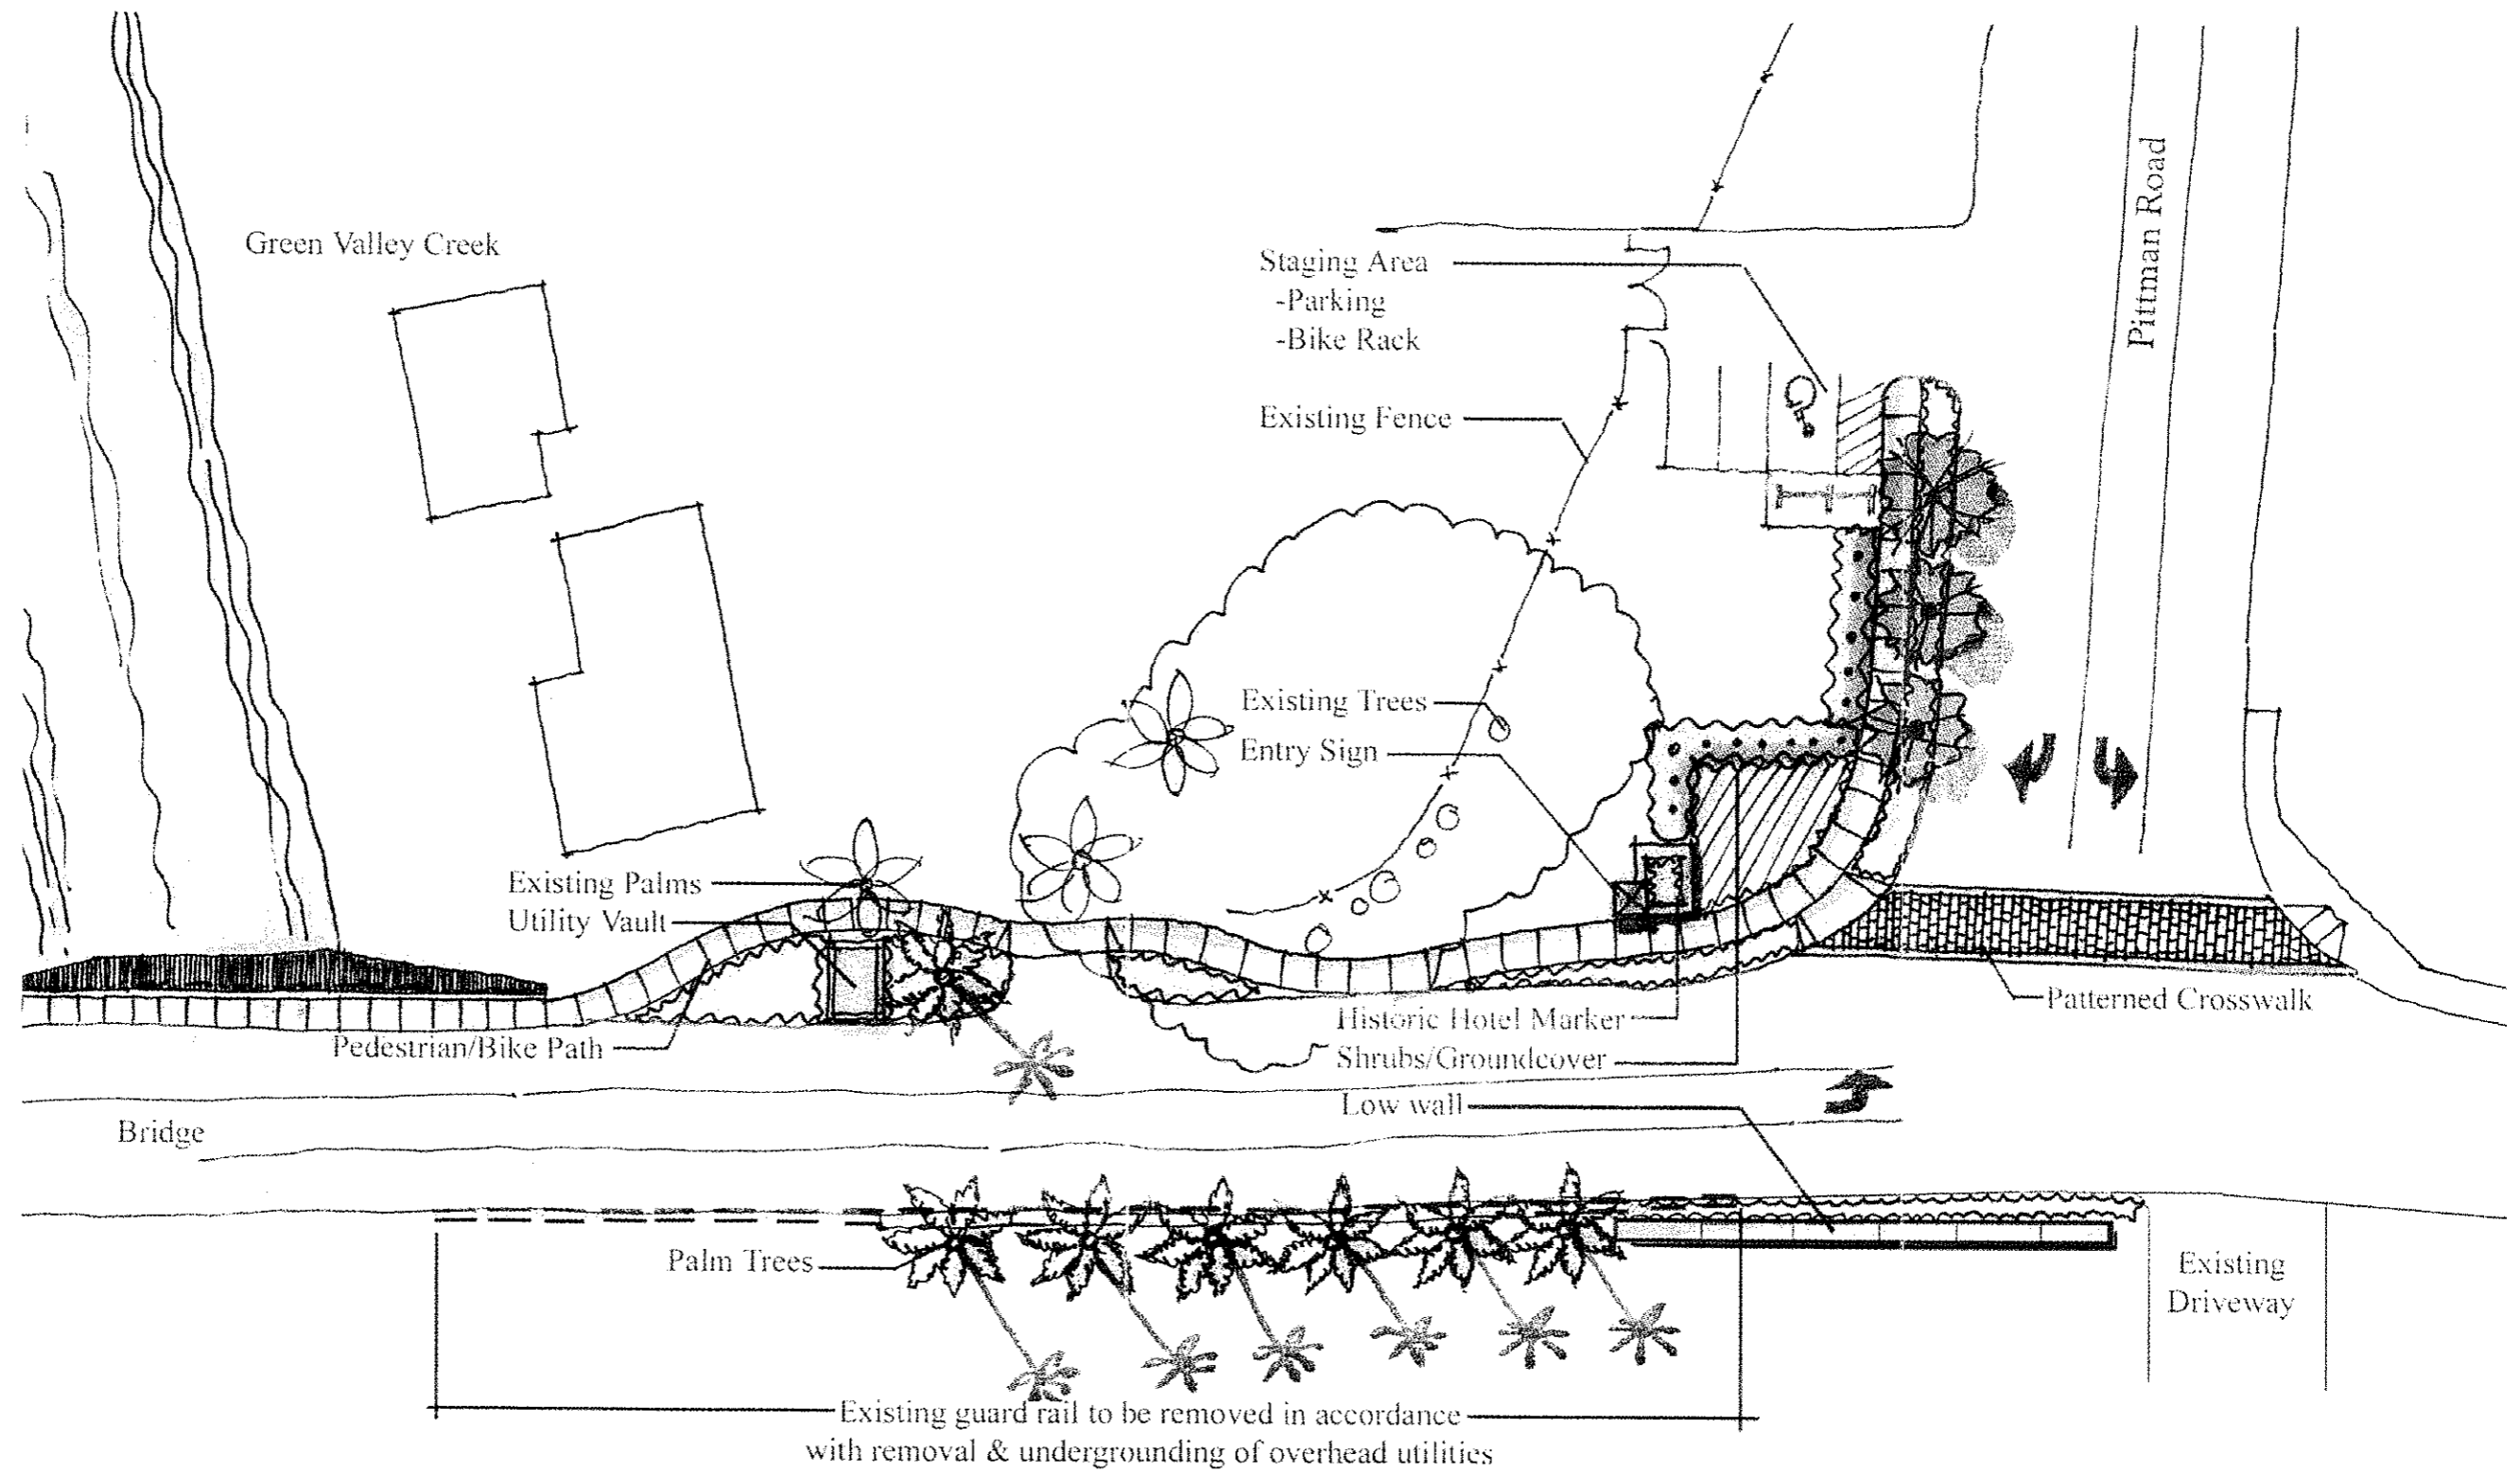 Green Valley Creek
Staging Area
-Parking
-Bike Rack
Pittman Road
Existing Fence
Existing Trees
Entry Sign
Existing Palms
Utility Vault
Pedestrian/Bike Path
Patterned Crosswalk
Historic Hotel Marker
Shrubs/Groundcover
Low wall
Bridge
Palm Trees
Existing
Driveway
Existing guard rail to be removed in accordance
with removal & undergrounding of overhead utilities